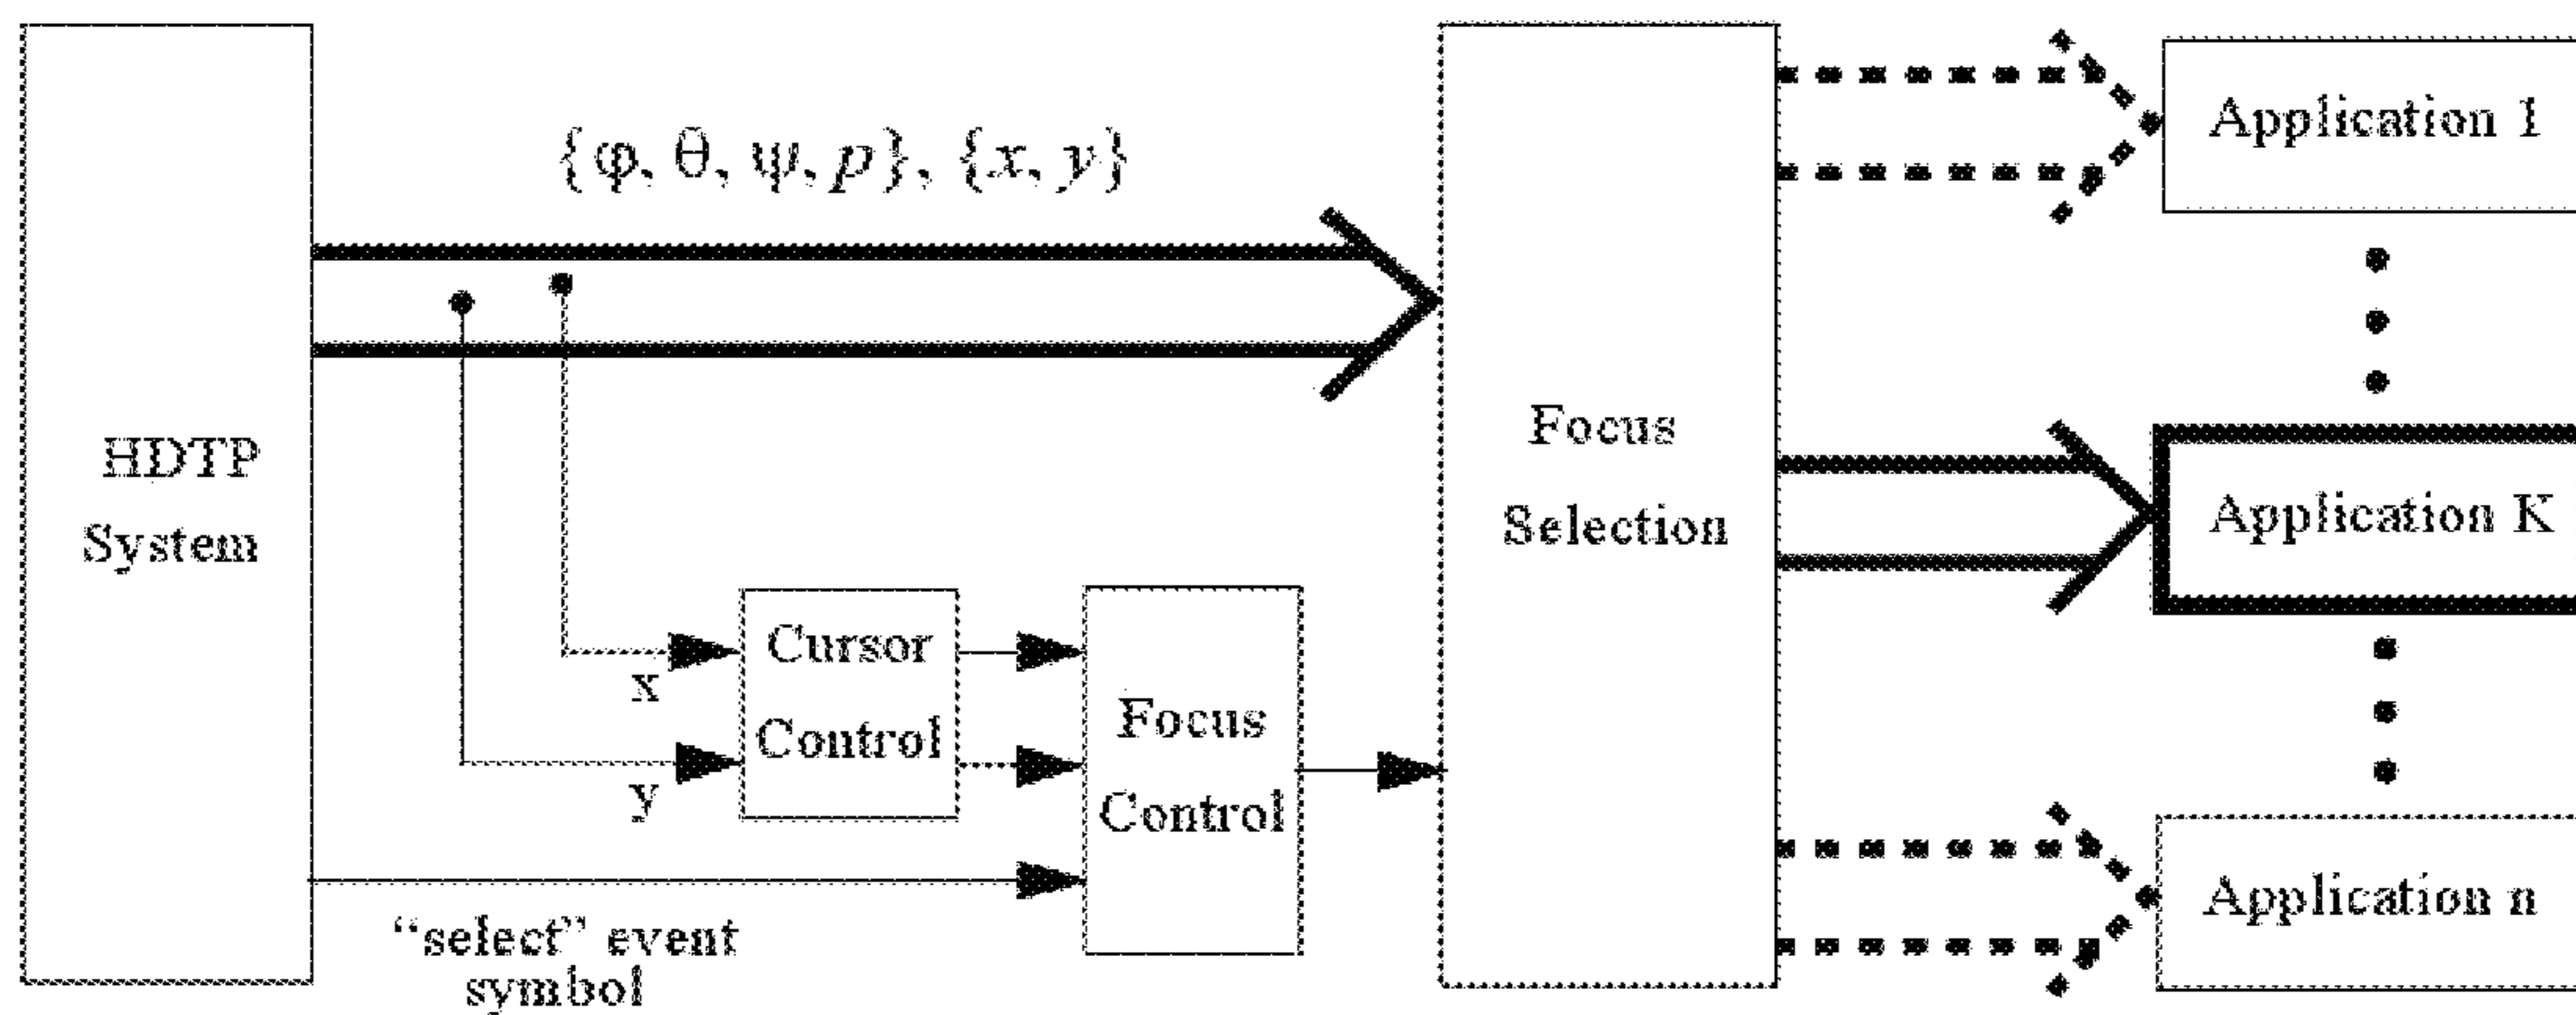 {φ, θ, ψ, p}, {x, y}
HDTP
System
x
y
Cursor
Control
Focus
Control
"select" event
symbol
Focus
Selection
Application 1
Application K
Application n